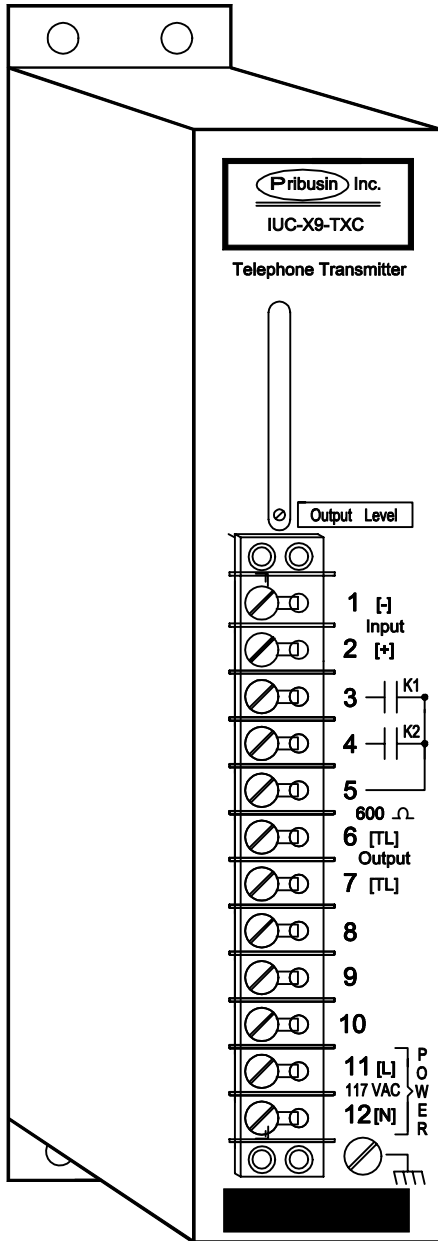 Pribusin Inc.
IUC-X9-TXC
Telephone Transmitter
Output Level
1 [-]
Input
2 [+]
3 K1
4 K2
5
600 Ω
6 [TL]
Output
7 [TL]
8
9
10
11 [L]
117 VAC
12 [N]
POWER